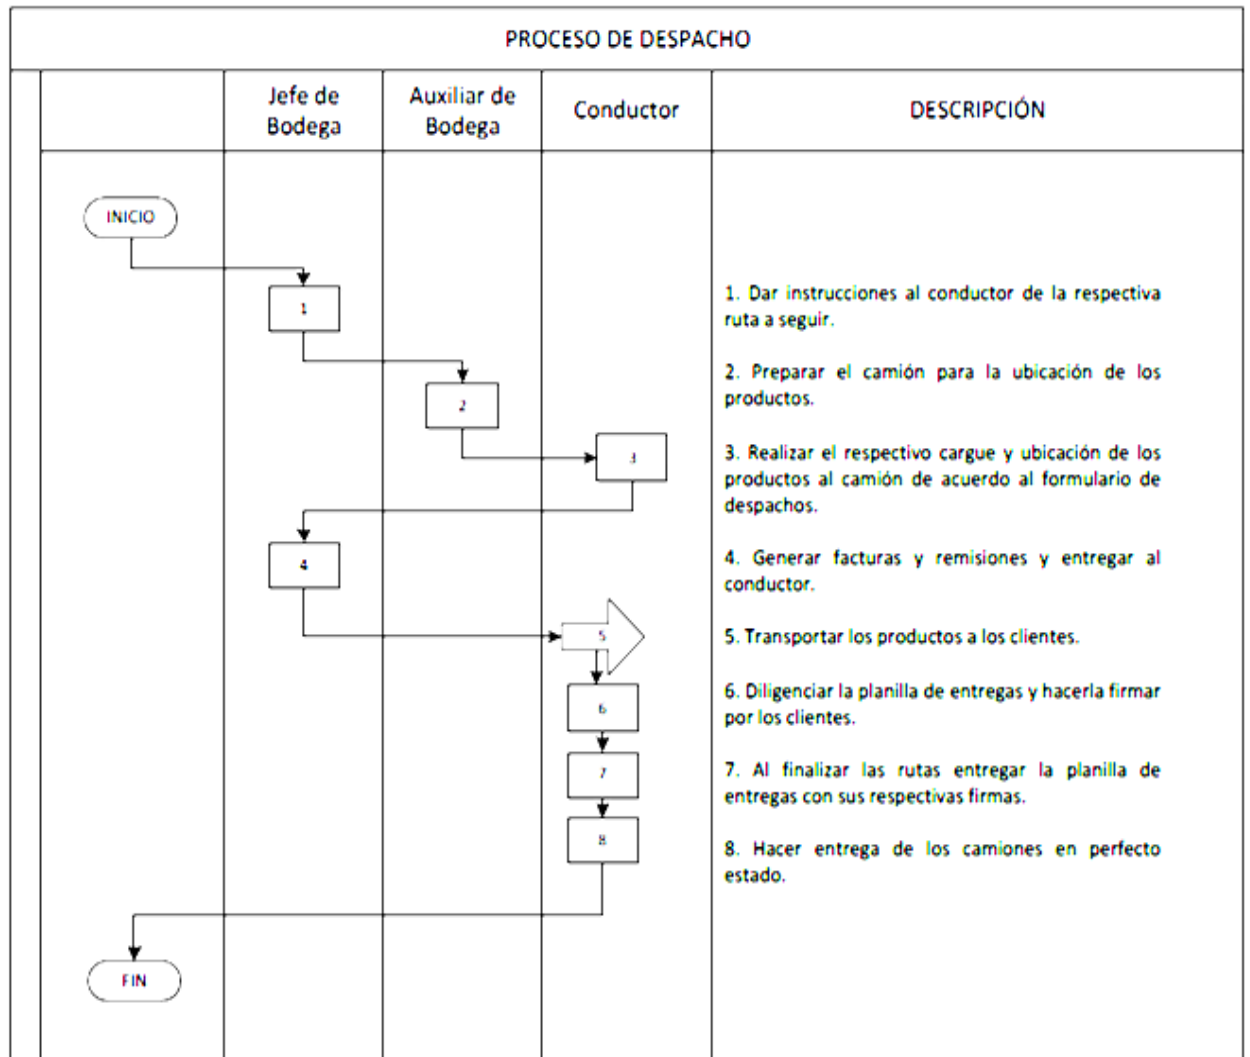 PROCESO DE DESPACHO
Jefe de
Bodega
Auxiliar de
Bodega
Conductor
DESCRIPCIÓN
INICIO
1
2
3
4
5
6
7
8
FIN
1. Dar instrucciones al conductor de la respectiva
ruta a seguir.
2. Preparar el camión para la ubicación de los
productos.
3. Realizar el respectivo cargue y ubicación de los
productos al camión de acuerdo al formulario de
despachos.
4. Generar facturas y remisiones y entregar al
conductor.
5. Transportar los productos a los clientes.
6. Diligenciar la planilla de entregas y hacerla firmar
por los clientes.
7. Al finalizar las rutas entregar la planilla de
entregas con sus respectivas firmas.
8. Hacer entrega de los camiones en perfecto
estado.